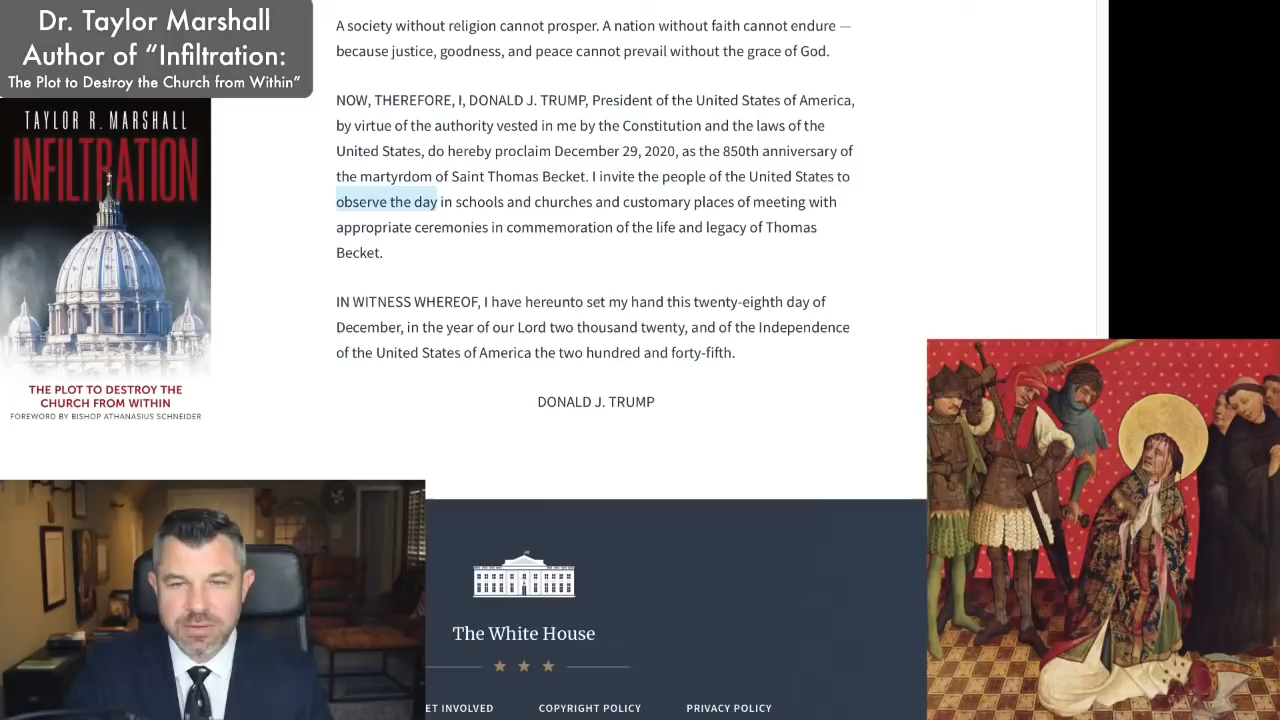 Dr. Taylor Marshall
Author of “Infiltration:
The Plot to Destroy the Church from Within”
TAYLOR R. MARSHALL
INFILTRATION
THE PLOT TO DESTROY THE
CHURCH FROM WITHIN
FOREWORD BY BISHOP ATHANASIUS SCHNEIDER
A society without religion cannot prosper. A nation without faith cannot endure —
because justice, goodness, and peace cannot prevail without the grace of God.
NOW, THEREFORE, I, DONALD J. TRUMP, President of the United States of America,
by virtue of the authority vested in me by the Constitution and the laws of the
United States, do hereby proclaim December 29, 2020, as the 850th anniversary of
the martyrdom of Saint Thomas Becket. I invite the people of the United States to
observe the day in schools and churches and customary places of meeting with
appropriate ceremonies in commemoration of the life and legacy of Thomas
Becket.
IN WITNESS WHEREOF, I have hereunto set my hand this twenty-eighth day of
December, in the year of our Lord two thousand twenty, and of the Independence
of the United States of America the two hundred and forty-fifth.
DONALD J. TRUMP
The White House
ET INVOLVED COPYRIGHT POLICY PRIVACY POLICY